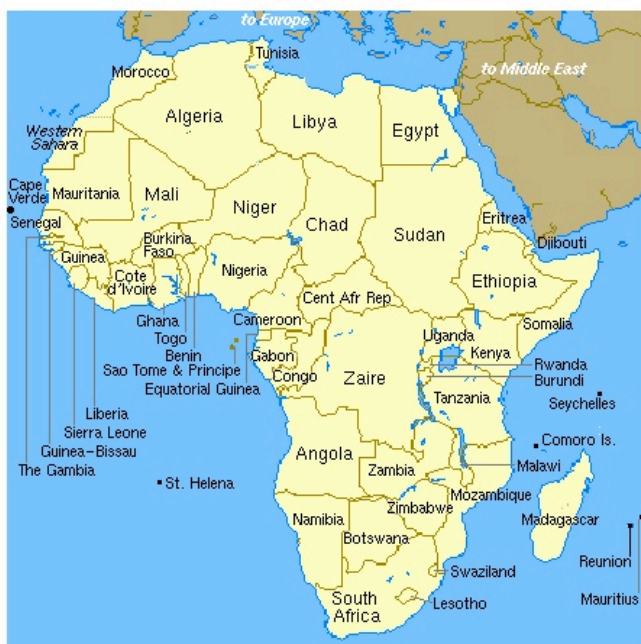 to Europe
Tunisia
to Middle East
Morocco
Algeria
Libya
Egypt
Western
Sahara
Cape
Verde
Mauritania
Mali
Niger
Chad
Sudan
Eritrea
Senegal
Djibouti
Guinea
Burkina
Faso
Nigeria
Cote
d'Ivoire
Ethiopia
Cent Afr Rep
Ghana
Togo
Benin
Cameroon
Somalia
Uganda
Kenya
Sao Tome & Principe
Gabon
Rwanda
Equatorial Guinea
Congo
Zaire
Burundi
Tanzania
Seychelles
Liberia
Sierra Leone
Guinea-Bissau
The Gambia
Comoro Is.
Angola
Malawi
St. Helena
Zambia
Mozambique
Zimbabwe
Namibia
Madagascar
Botswana
Reunion
Swaziland
South
Africa
Lesotho
Mauritius